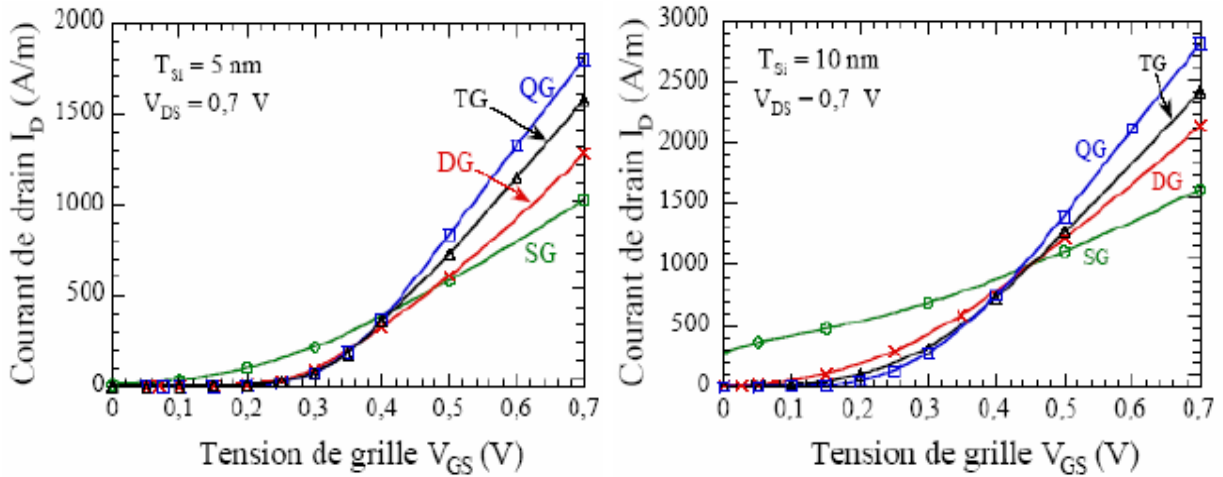 2000
1500
1000
500
0
Courant de drain I_D (A/m)
T_Si = 5 nm
V_DS = 0,7 V
QG
TG
DG
SG
0
0,1
0,2
0,3
0,4
0,5
0,6
0,7
Tension de grille V_GS (V)
3000
2500
2000
1500
1000
500
0
Courant de drain I_D (A/m)
T_Si = 10 nm
V_DS = 0,7 V
TG
QG
DG
SG
0
0,1
0,2
0,3
0,4
0,5
0,6
0,7
Tension de grille V_GS (V)